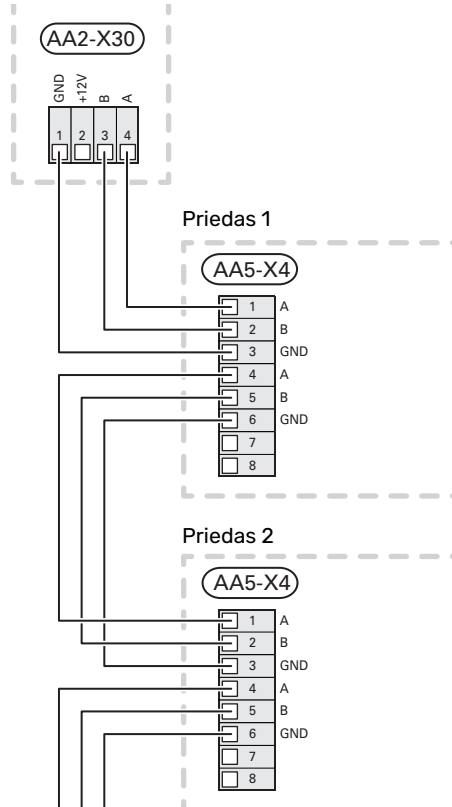 AA2-X30
GND +12V B A
1 2 3 4
Priedas 1
AA5-X4
1 A
2 B
3 GND
4 A
5 B
6 GND
7
8
Priedas 2
AA5-X4
1 A
2 B
3 GND
4 A
5 B
6 GND
7
8